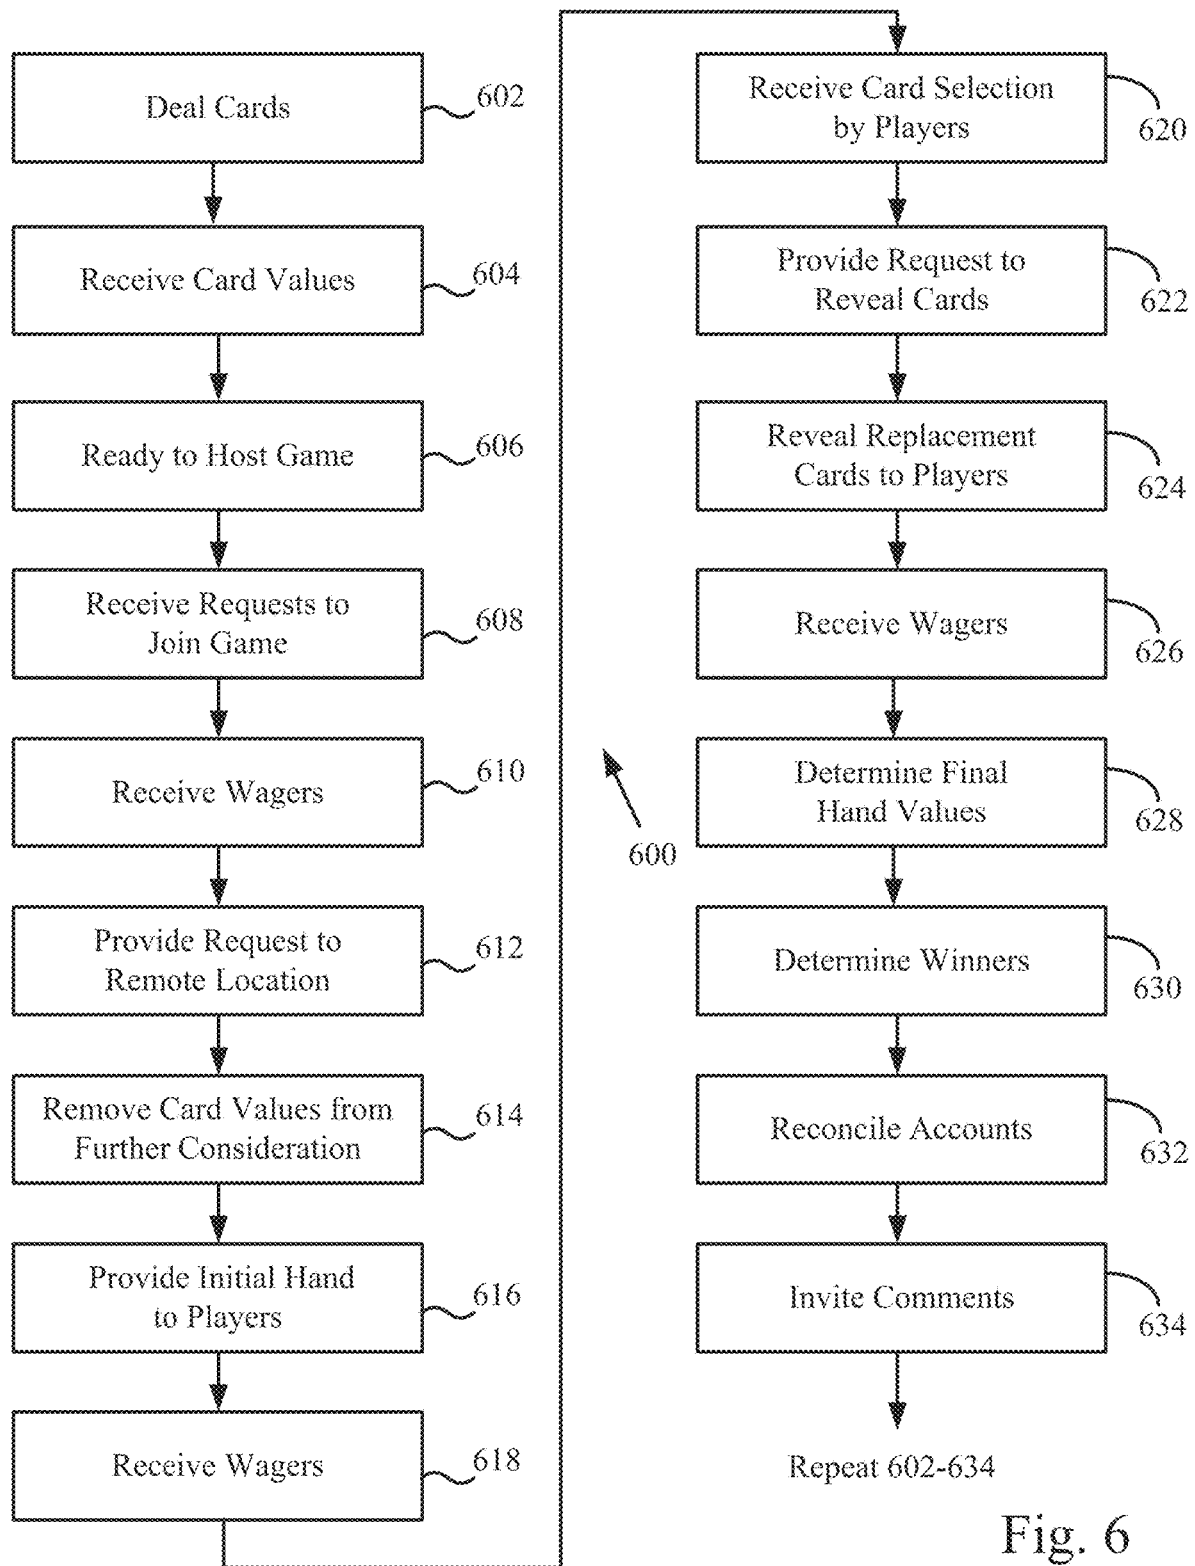 Deal Cards
602
Receive Card Values
604
Ready to Host Game
606
Receive Requests to
Join Game
608
Receive Wagers
610
Provide Request to
Remote Location
612
Remove Card Values from
Further Consideration
614
Provide Initial Hand
to Players
616
Receive Wagers
618
600
Receive Card Selection
by Players
620
Provide Request to
Reveal Cards
622
Reveal Replacement
Cards to Players
624
Receive Wagers
626
Determine Final
Hand Values
628
Determine Winners
630
Reconcile Accounts
632
Invite Comments
634
Repeat 602-634
Fig. 6